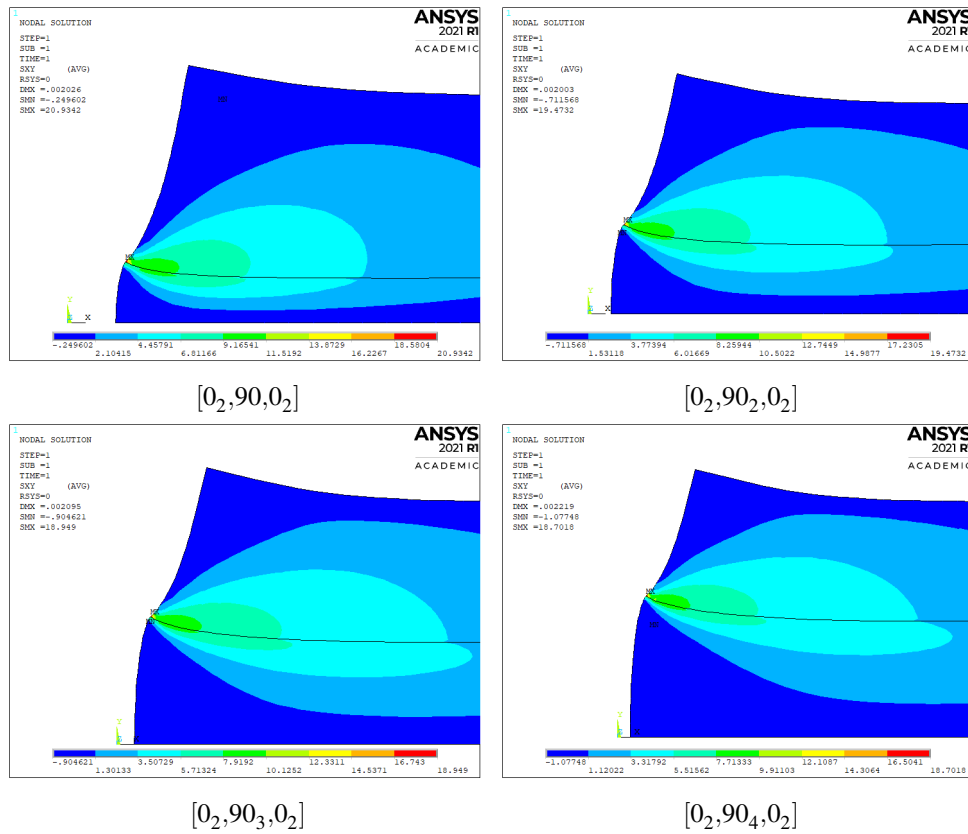 1
NODAL SOLUTION
STEP=1
SUB =1
TIME=1
SXY (AVG)
RSYS=0
DMX =.002026
SMN =-.249602
SMX =20.9342
ANSYS
2021 R1
ACADEMIC
MN
MX
Y
Z X
-.249602 4.45791 9.16541 13.8729 18.5804
2.10415 6.81166 11.5192 16.2267 20.9342
[0₂,90,0₂]
1
NODAL SOLUTION
STEP=1
SUB =1
TIME=1
SXY (AVG)
RSYS=0
DMX =.002003
SMN =-.711568
SMX =19.4732
ANSYS
2021 R1
ACADEMIC
MX
MN
Y
Z X
-.711568 3.77394 8.25944 12.7449 17.2305
1.53118 6.01669 10.5022 14.9877 19.4732
[0₂,90₂,0₂]
1
NODAL SOLUTION
STEP=1
SUB =1
TIME=1
SXY (AVG)
RSYS=0
DMX =.002095
SMN =-.904621
SMX =18.949
ANSYS
2021 R1
ACADEMIC
MX
MN
Y
Z X
-.904621 3.50729 7.9192 12.3311 16.743
1.30133 5.71324 10.1252 14.5371 18.949
[0₂,90₃,0₂]
1
NODAL SOLUTION
STEP=1
SUB =1
TIME=1
SXY (AVG)
RSYS=0
DMX =.002219
SMN =-1.07748
SMX =18.7018
ANSYS
2021 R1
ACADEMIC
MX
MN
Y
Z X
-1.07748 3.31792 7.71333 12.1087 16.5041
1.12022 5.51562 9.91103 14.3064 18.7018
[0₂,90₄,0₂]